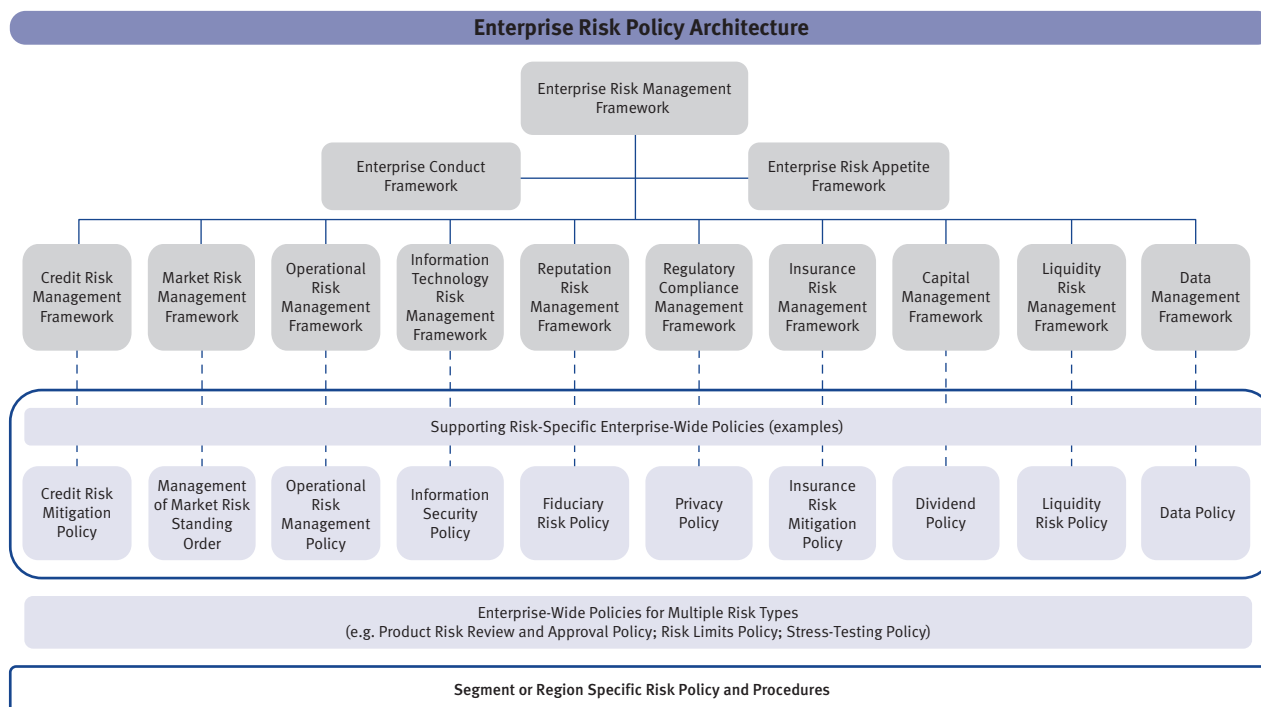 Enterprise Risk Policy Architecture
Enterprise Risk Management
Framework
Enterprise Conduct
Framework
Enterprise Risk Appetite
Framework
Credit Risk
Management
Framework
Market Risk
Management
Framework
Operational
Risk
Management
Framework
Information
Technology
Risk
Management
Framework
Reputation
Risk
Management
Framework
Regulatory
Compliance
Management
Framework
Insurance
Risk
Management
Framework
Capital
Management
Framework
Liquidity
Risk
Management
Framework
Data
Management
Framework
Supporting Risk-Specific Enterprise-Wide Policies (examples)
Credit Risk
Mitigation
Policy
Management
of Market Risk
Standing
Order
Operational
Risk
Management
Policy
Information
Security
Policy
Fiduciary
Risk Policy
Privacy
Policy
Insurance
Risk
Mitigation
Policy
Dividend
Policy
Liquidity
Risk Policy
Data Policy
Enterprise-Wide Policies for Multiple Risk Types
(e.g. Product Risk Review and Approval Policy; Risk Limits Policy; Stress-Testing Policy)
Segment or Region Specific Risk Policy and Procedures